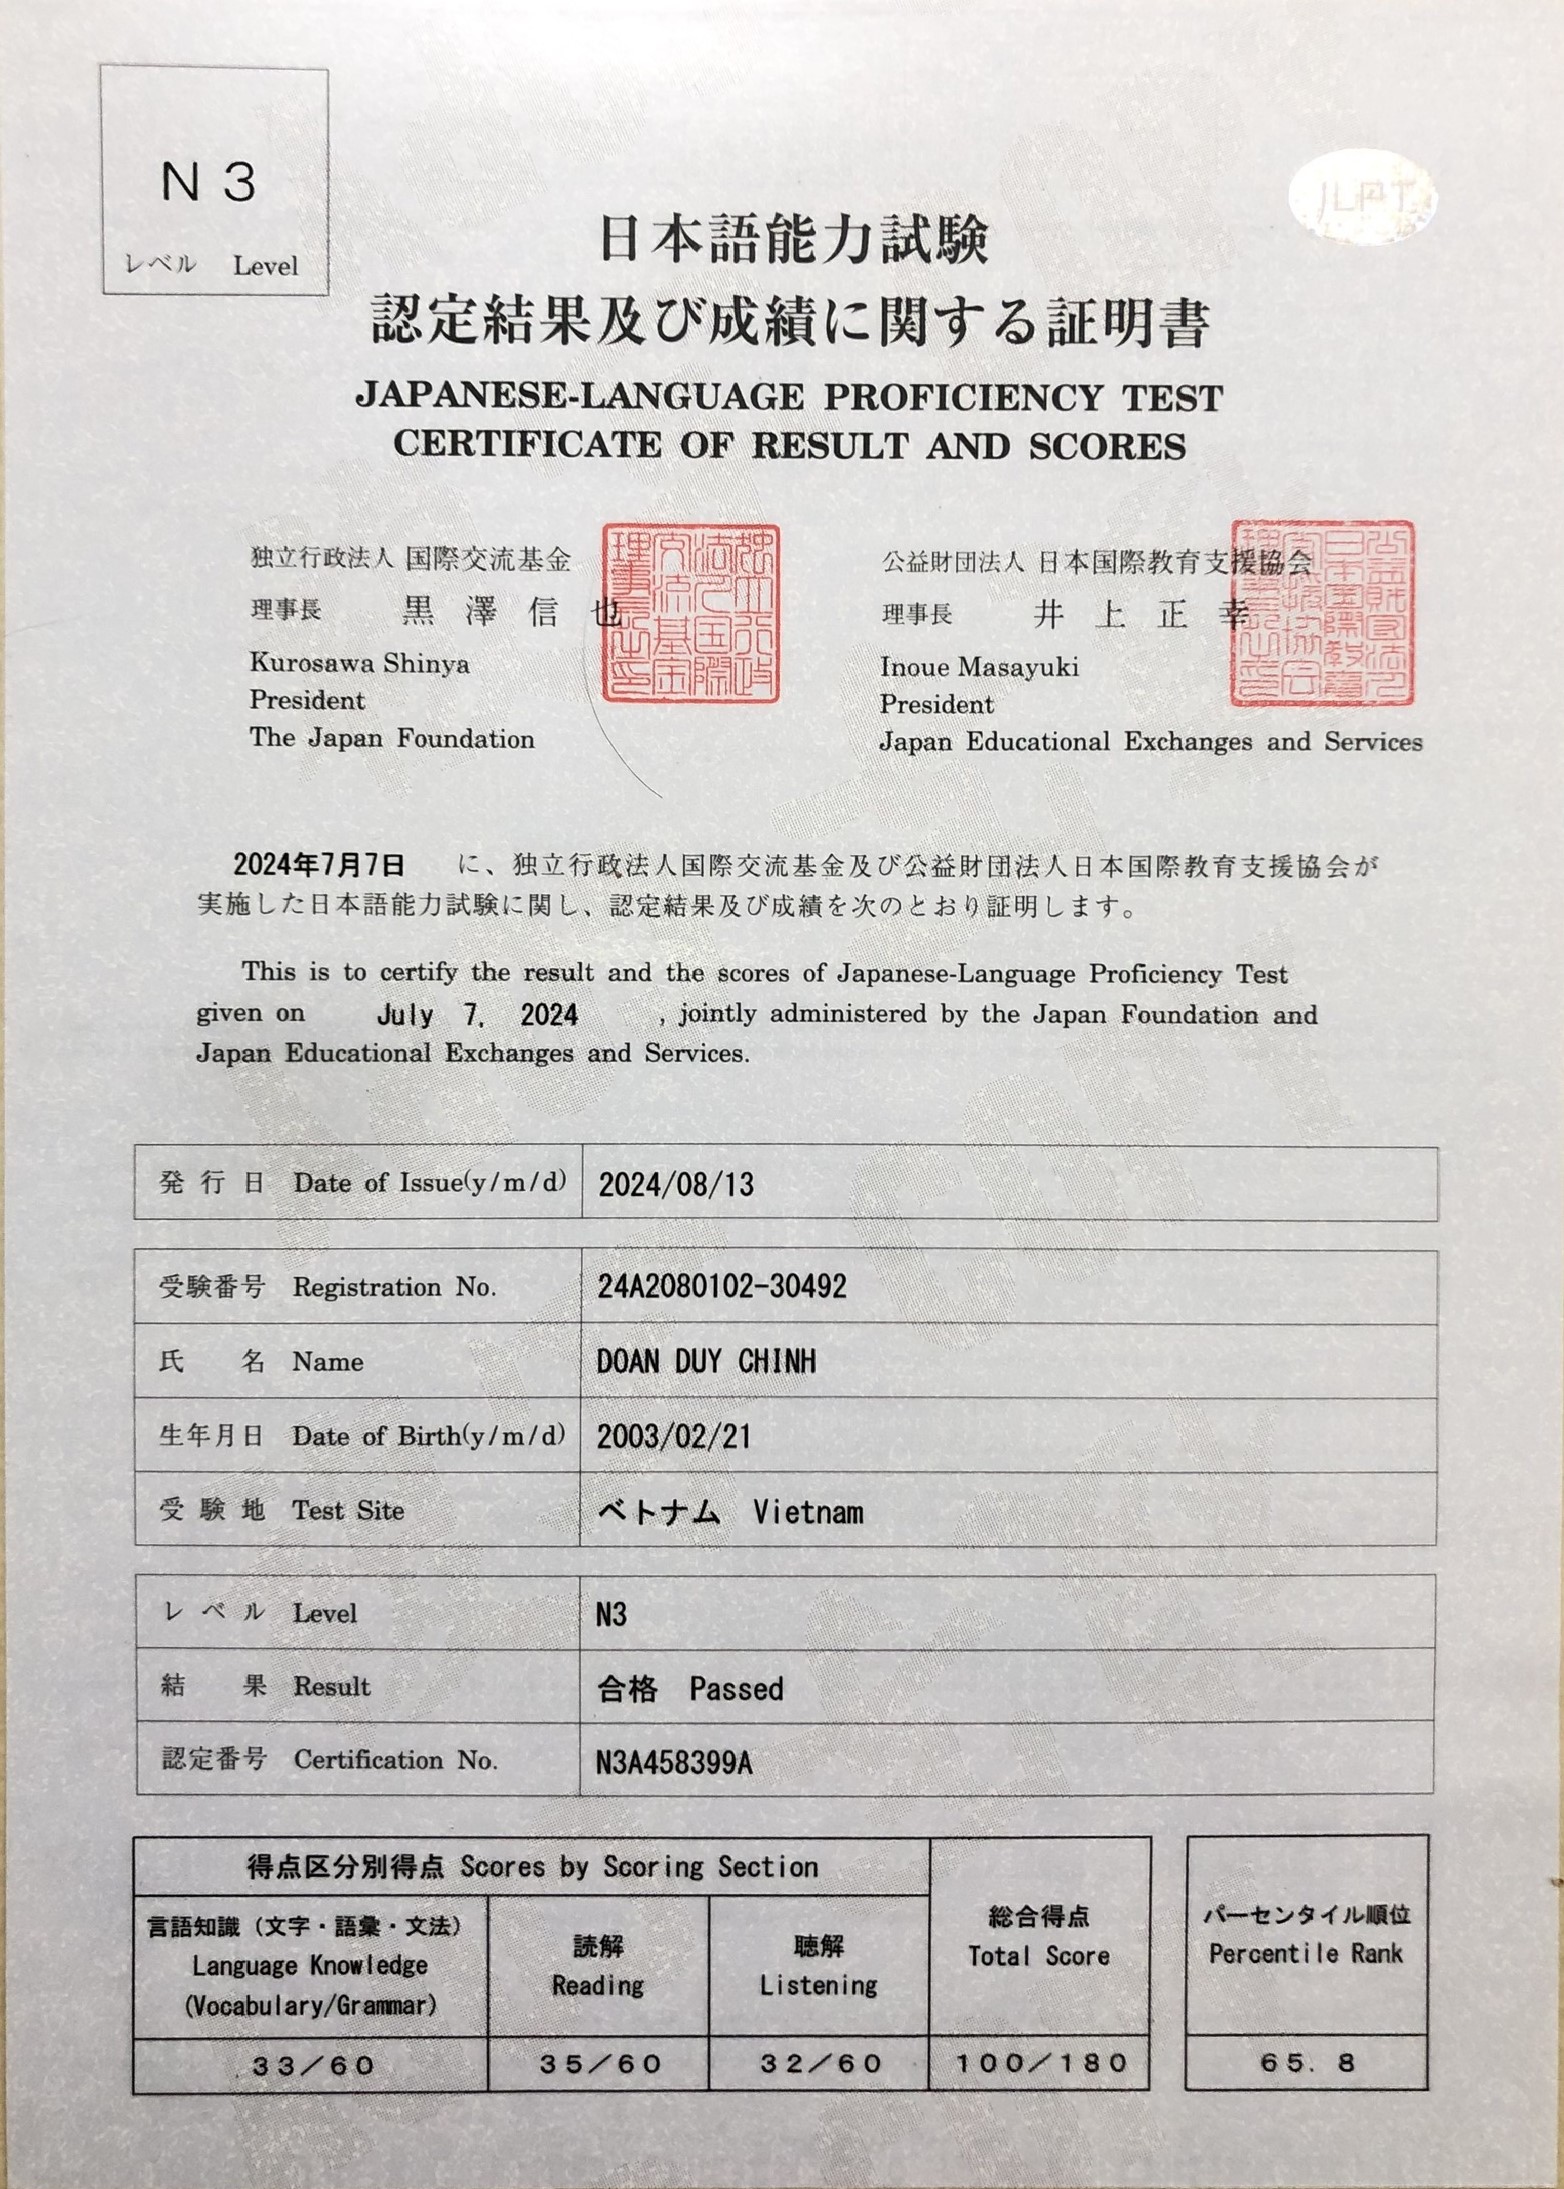 N3
レベル Level
JLPT
日本語能力試験
認定結果及び成績に関する証明書
JAPANESE-LANGUAGE PROFICIENCY TEST
CERTIFICATE OF RESULT AND SCORES
独立行政法人 国際交流基金
理事長 黒澤信也
Kurosawa Shinya
President
The Japan Foundation
公益財団法人 日本国際教育支援協会
理事長 井上正幸
Inoue Masayuki
President
Japan Educational Exchanges and Services
2024年7月7日 に、独立行政法人国際交流基金及び公益財団法人日本国際教育支援協会が
実施した日本語能力試験に関し、認定結果及び成績を次のとおり証明します。
This is to certify the result and the scores of Japanese-Language Proficiency Test
given on July 7, 2024 , jointly administered by the Japan Foundation and
Japan Educational Exchanges and Services.
発行日 Date of Issue(y/m/d) 2024/08/13
受験番号 Registration No. 24A2080102-30492
氏名 Name DOAN DUY CHINH
生年月日 Date of Birth(y/m/d) 2003/02/21
受験地 Test Site ベトナム Vietnam
レベル Level N3
結果 Result 合格 Passed
認定番号 Certification No. N3A458399A
得点区分別得点 Scores by Scoring Section
言語知識（文字・語彙・文法）
Language Knowledge
(Vocabulary/Grammar)
読解
Reading
聴解
Listening
総合得点
Total Score
パーセンタイル順位
Percentile Rank
33/60 35/60 32/60 100/180 65.8